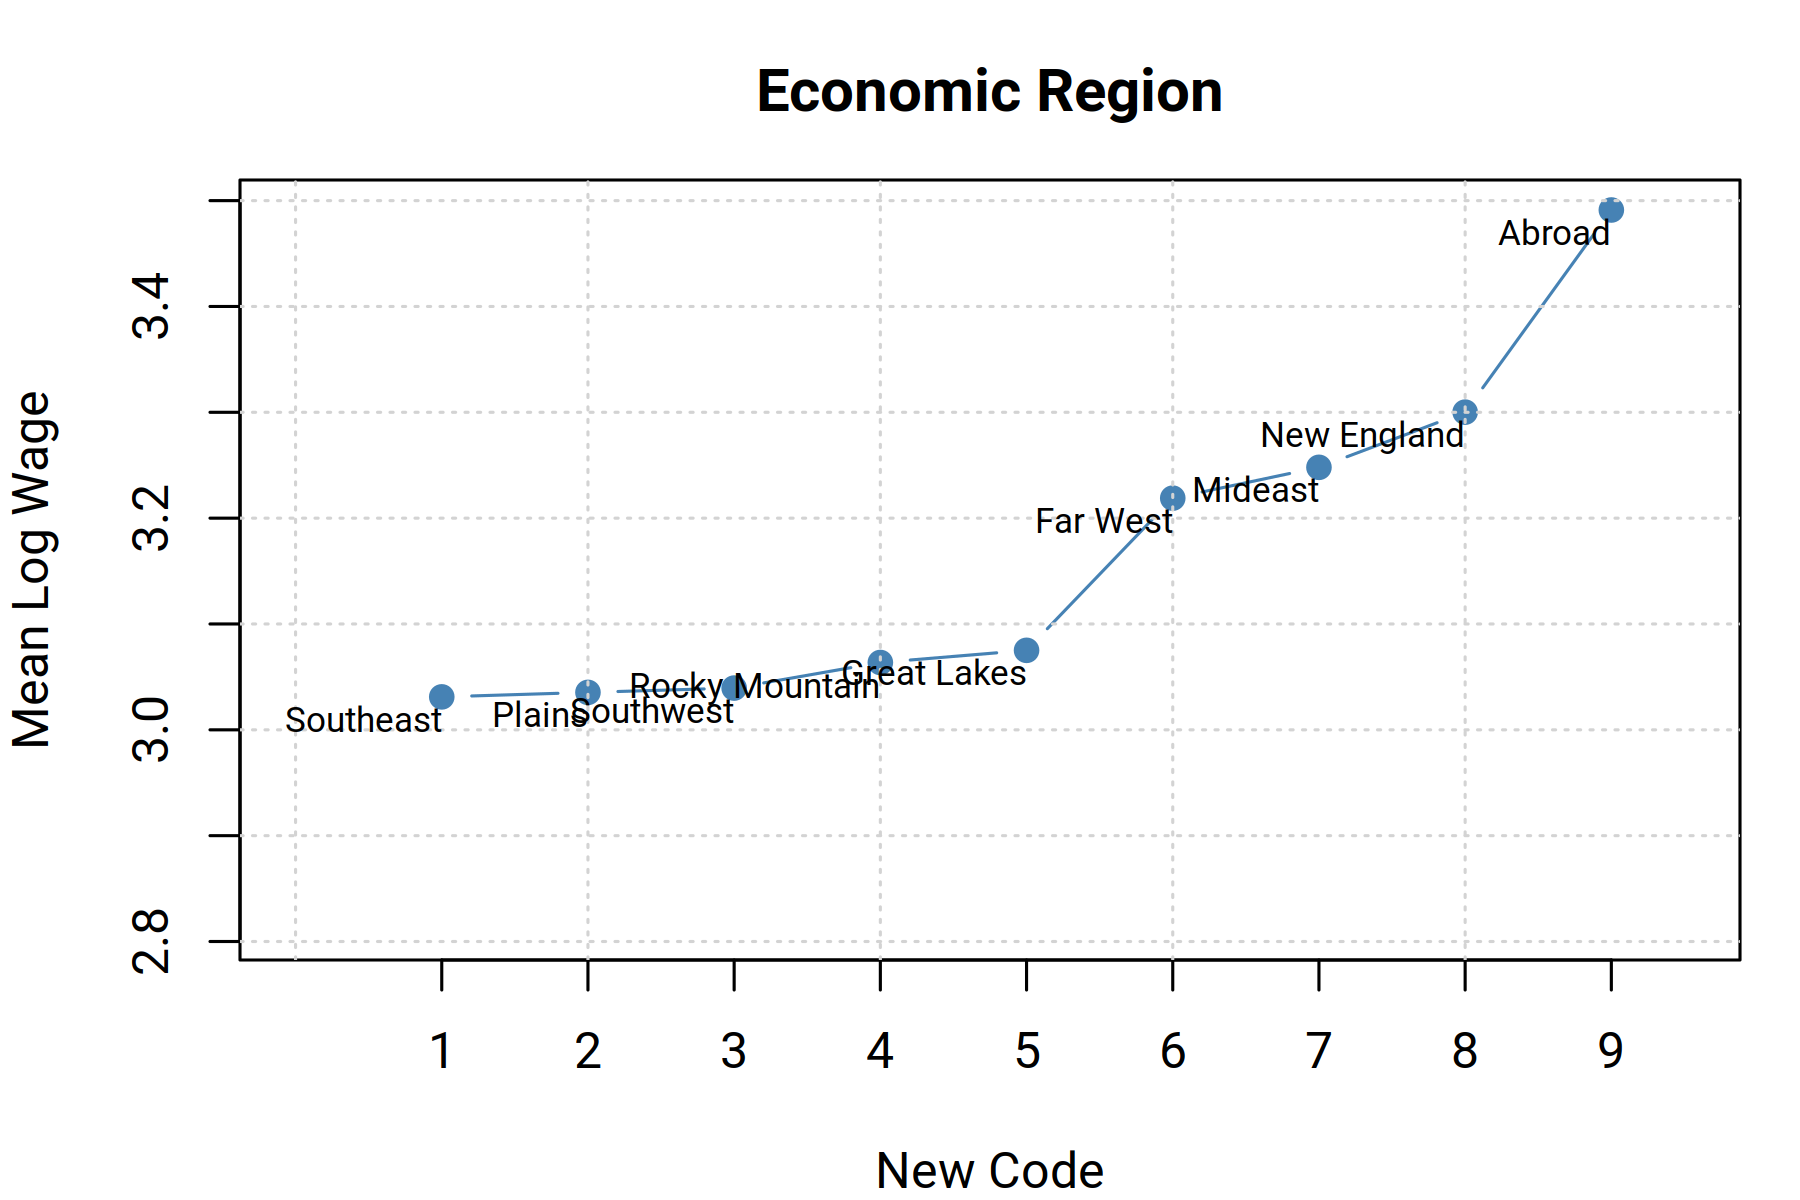 Economic Region
Mean Log Wage
3.4
3.2
3.0
2.8
Abroad
New England
Mideast
Far West
Great Lakes
Rocky Mountain
Southwest
Plains
Southeast
1 2 3 4 5 6 7 8 9
New Code